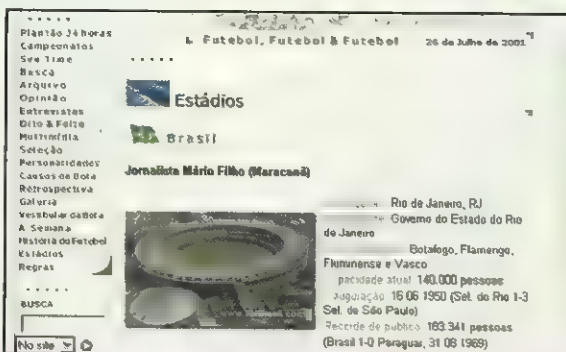 Futebol, Futebol & Futebol
26 de Julho de 2001
Plantão 24 horas
Campeonatos
Seu Time
Busca
Arquivo
Opinião
Entrevistas
Dito & Feito
Multimídia
Seleção
Personalidades
Causos da Bola
Retrospectiva
Galeria
Vestibular da Bola
A Semana
História do Futebol
Estádios
Regras
BUSCA
No site
Estádios
Brasil
Jornalista Mário Filho (Maracanã)
Rio de Janeiro, RJ
Governo do Estado do Rio
de Janeiro
Botafogo, Flamengo,
Fluminense e Vasco
atual 140.000 pessoas
16 06 1950 (Sel. do Rio 1-3
Sel. de São Paulo)
Recorde de público 183.341 pessoas
(Brasil 1-0 Paraguai, 31 08 1969)